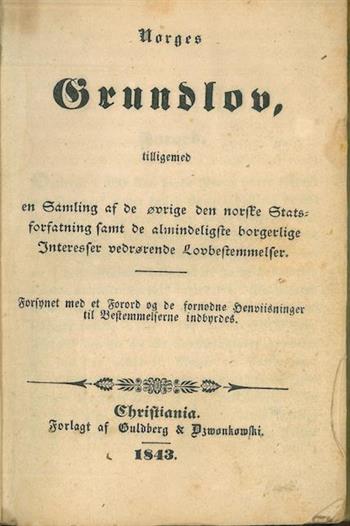 Norges
Grundlov,
tilligemed
en Samling af de øvrige den norske Stats-
forfatning samt de almindeligste borgerlige
Interesser vedrørende Lovbestemmelser.
Forsynet med et Forord og de fornødne Henviisninger
til Bestemmelserne indbyrdes.
Christiania.
Forlagt af Guldberg & Dzwonkowski.
1843.